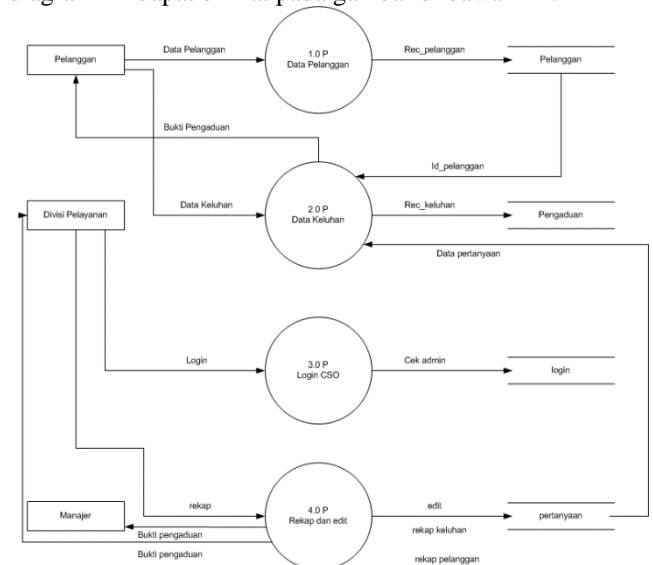 Data Pelanggan
Rec_pelanggan
Pelanggan
1.0 P
Data Pelanggan
Pelanggan
Bukti Pengaduan
Id_pelanggan
Divisi Pelayanan
Data Keluhan
2.0 P
Data Keluhan
Rec_keluhan
Pengaduan
Data pertanyaan
Login
3.0 P
Login CSO
Cek admin
login
Manajer
rekap
4.0 P
Rekap dan edit
edit
pertanyaan
rekap keluhan
Bukti pengaduan
Bukti pengaduan
rekap pelanggan